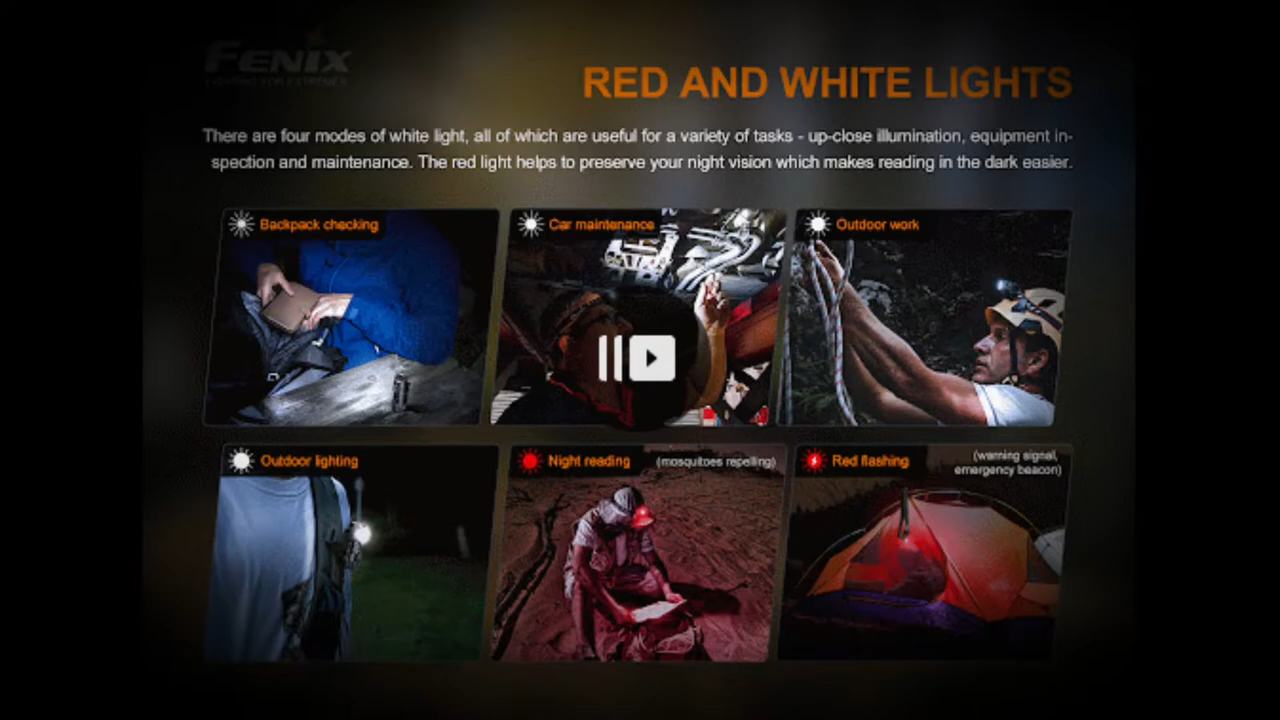 FENIX
LIGHTING FOR EXTREMES
RED AND WHITE LIGHTS
There are four modes of white light, all of which are useful for a variety of tasks - up-close illumination, equipment in-
spection and maintenance. The red light helps to preserve your night vision which makes reading in the dark easier.
Backpack checking
Car maintenance
Outdoor work
Outdoor lighting
Night reading
(mosquitoes repelling)
Red flashing
(warning signal,
emergency beacon)